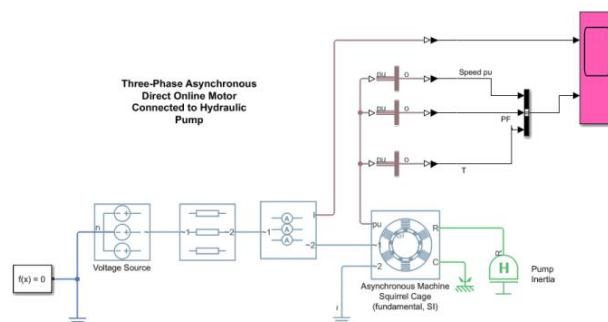 Three-Phase Asynchronous
Direct Online Motor
Connected to Hydraulic
Pump
pu
o
Speed pu
pu
o
PF
pu
o
T
n
~1
2
~1
I
~2
A
A
A
pu
~1
~2
R
C
R
H
Voltage Source
Asynchronous Machine
Squirrel Cage
(fundamental, SI)
Pump
Inertia
f(x) = 0